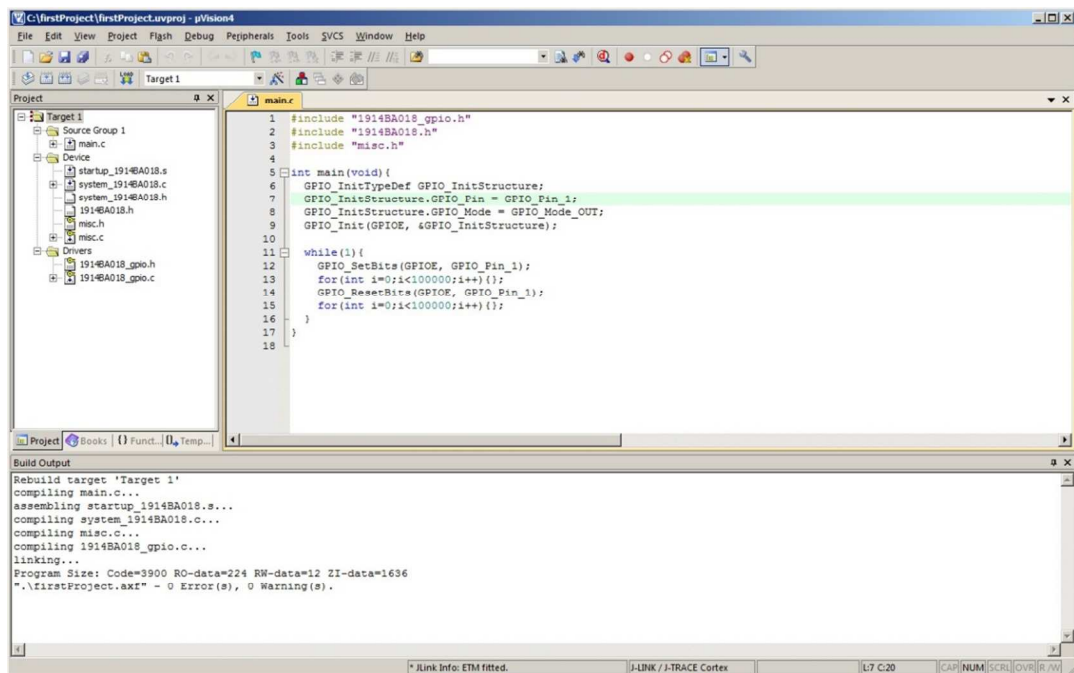 C:\firstProject\firstProject.uvproj - µVision4
File Edit View Project Flash Debug Peripherals Tools SVCS Window Help
LOAD Target 1
Project
main.c
Target 1
Source Group 1
main.c
Device
startup_1914BA018.s
system_1914BA018.c
system_1914BA018.h
1914BA018.h
misc.h
misc.c
Drivers
1914BA018_gpio.h
1914BA018_gpio.c
1 #include "1914BA018_gpio.h"
2 #include "1914BA018.h"
3 #include "misc.h"
4
5 int main(void){
6 GPIO_InitTypeDef GPIO_InitStructure;
7 GPIO_InitStructure.GPIO_Pin = GPIO_Pin_1;
8 GPIO_InitStructure.GPIO_Mode = GPIO_Mode_OUT;
9 GPIO_Init(GPIOE, &GPIO_InitStructure);
10
11 while(1){
12 GPIO_SetBits(GPIOE, GPIO_Pin_1);
13 for(int i=0;i<100000;i++){};
14 GPIO_ResetBits(GPIOE, GPIO_Pin_1);
15 for(int i=0;i<100000;i++){};
16 }
17 }
18
Project Books {} Funct... 0 Temp...
Build Output
Rebuild target 'Target 1'
compiling main.c...
assembling startup_1914BA018.s...
compiling system_1914BA018.c...
compiling misc.c...
compiling 1914BA018_gpio.c...
linking...
Program Size: Code=3900 RO-data=224 RW-data=12 ZI-data=1636
".\firstProject.axf" - 0 Error(s), 0 Warning(s).
* JLink Info: ETM fitted. J-LINK / J-TRACE Cortex L:7 C:20 CAP NUM SCRL OVR R/W